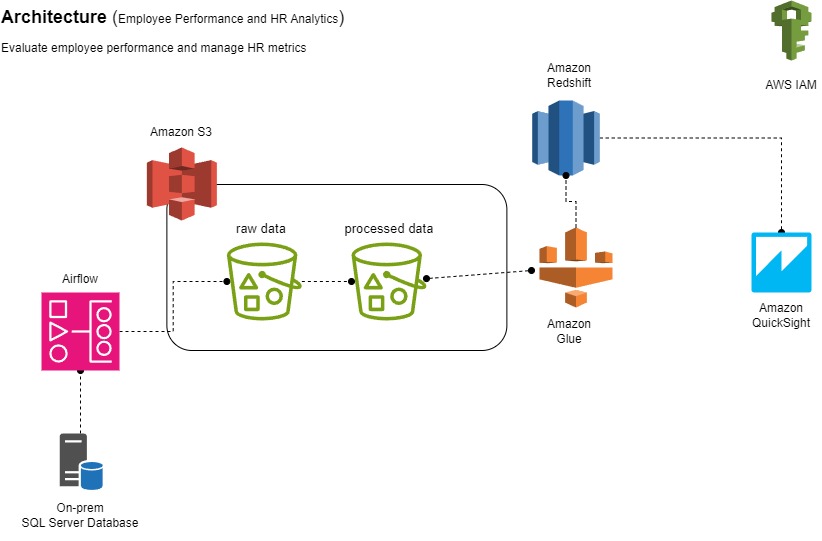 Architecture (Employee Performance and HR Analytics)
Evaluate employee performance and manage HR metrics
AWS IAM
Amazon
Redshift
Amazon S3
raw data
processed data
Airflow
Amazon
Glue
Amazon
QuickSight
On-prem
SQL Server Database